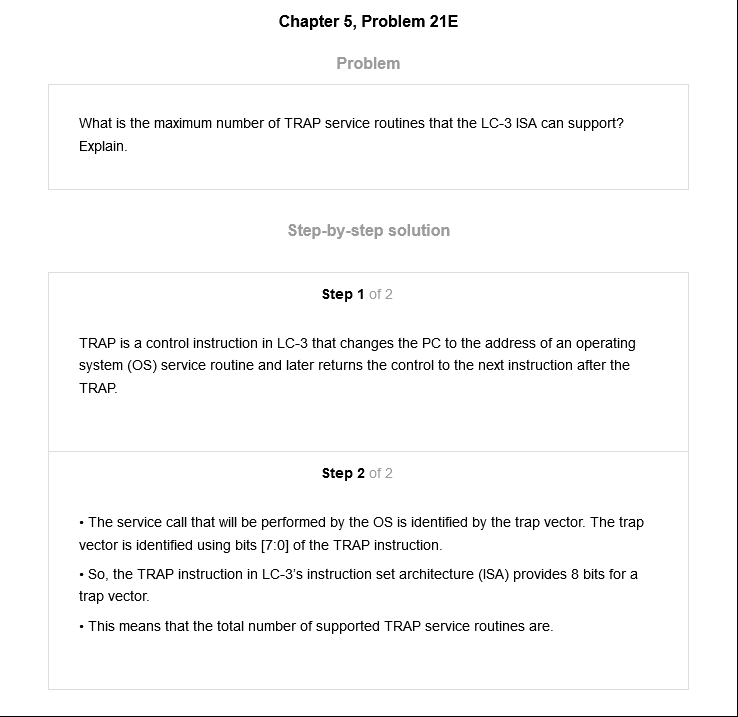 Chapter 5, Problem 21E
Problem
What is the maximum number of TRAP service routines that the LC-3 ISA can support?
Explain.
Step-by-step solution
Step 1 of 2
TRAP is a control instruction in LC-3 that changes the PC to the address of an operating
system (OS) service routine and later returns the control to the next instruction after the
TRAP.
Step 2 of 2
• The service call that will be performed by the OS is identified by the trap vector. The trap
vector is identified using bits [7:0] of the TRAP instruction.
• So, the TRAP instruction in LC-3's instruction set architecture (ISA) provides 8 bits for a
trap vector.
• This means that the total number of supported TRAP service routines are.